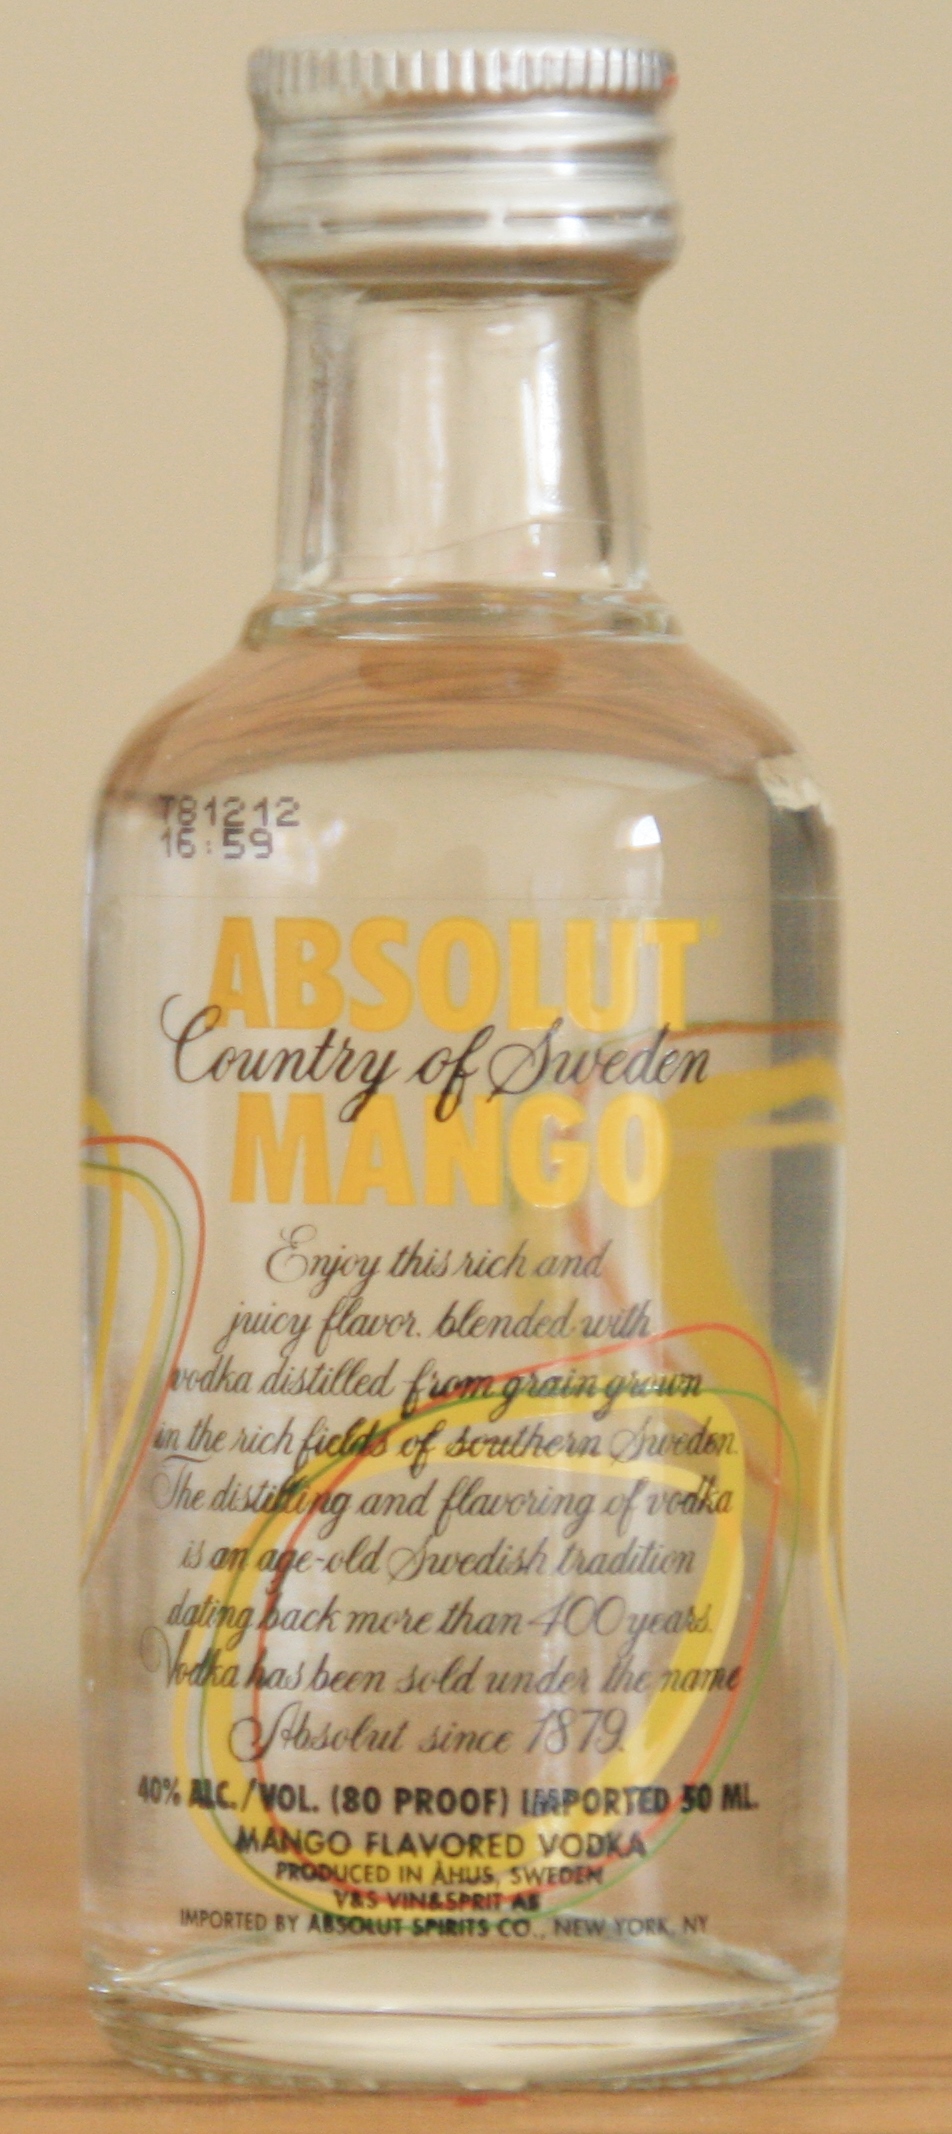 T81212
16:59
ABSOLUT
Country of Sweden
MANGO
Enjoy this rich and
juicy flavor. blended with
vodka distilled from grain grown
in the rich fields of southern Sweden.
The distilling and flavoring of vodka
is an age-old Swedish tradition
dating back more than 400 years.
Vodka has been sold under the name
Absolut since 1879.
40% ALC./VOL. (80 PROOF) IMPORTED 50 ML.
MANGO FLAVORED VODKA
PRODUCED IN ÅHUS, SWEDEN
V&S VIN&SPRIT AB
IMPORTED BY ABSOLUT SPIRITS CO., NEW YORK, NY